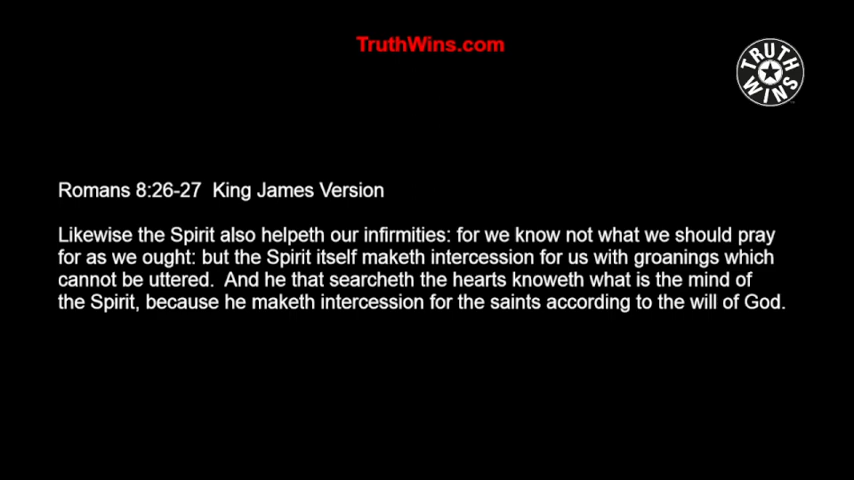 TruthWins.com
TRUTH
WINS
Romans 8:26-27  King James Version
Likewise the Spirit also helpeth our infirmities: for we know not what we should pray
for as we ought: but the Spirit itself maketh intercession for us with groanings which
cannot be uttered.  And he that searcheth the hearts knoweth what is the mind of
the Spirit, because he maketh intercession for the saints according to the will of God.